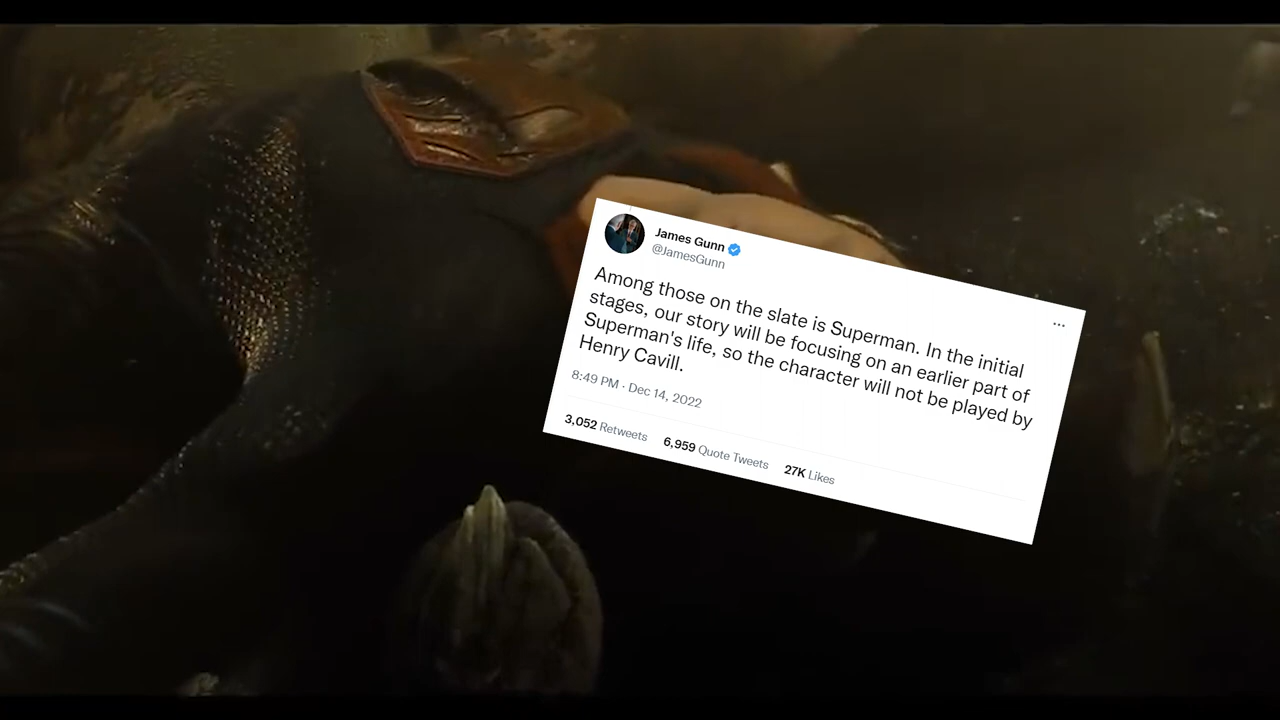 James Gunn
@JamesGunn
Among those on the slate is Superman. In the initial
stages, our story will be focusing on an earlier part of
Superman's life, so the character will not be played by
Henry Cavill.
8:49 PM · Dec 14, 2022
3,052 Retweets 6,959 Quote Tweets 27K Likes